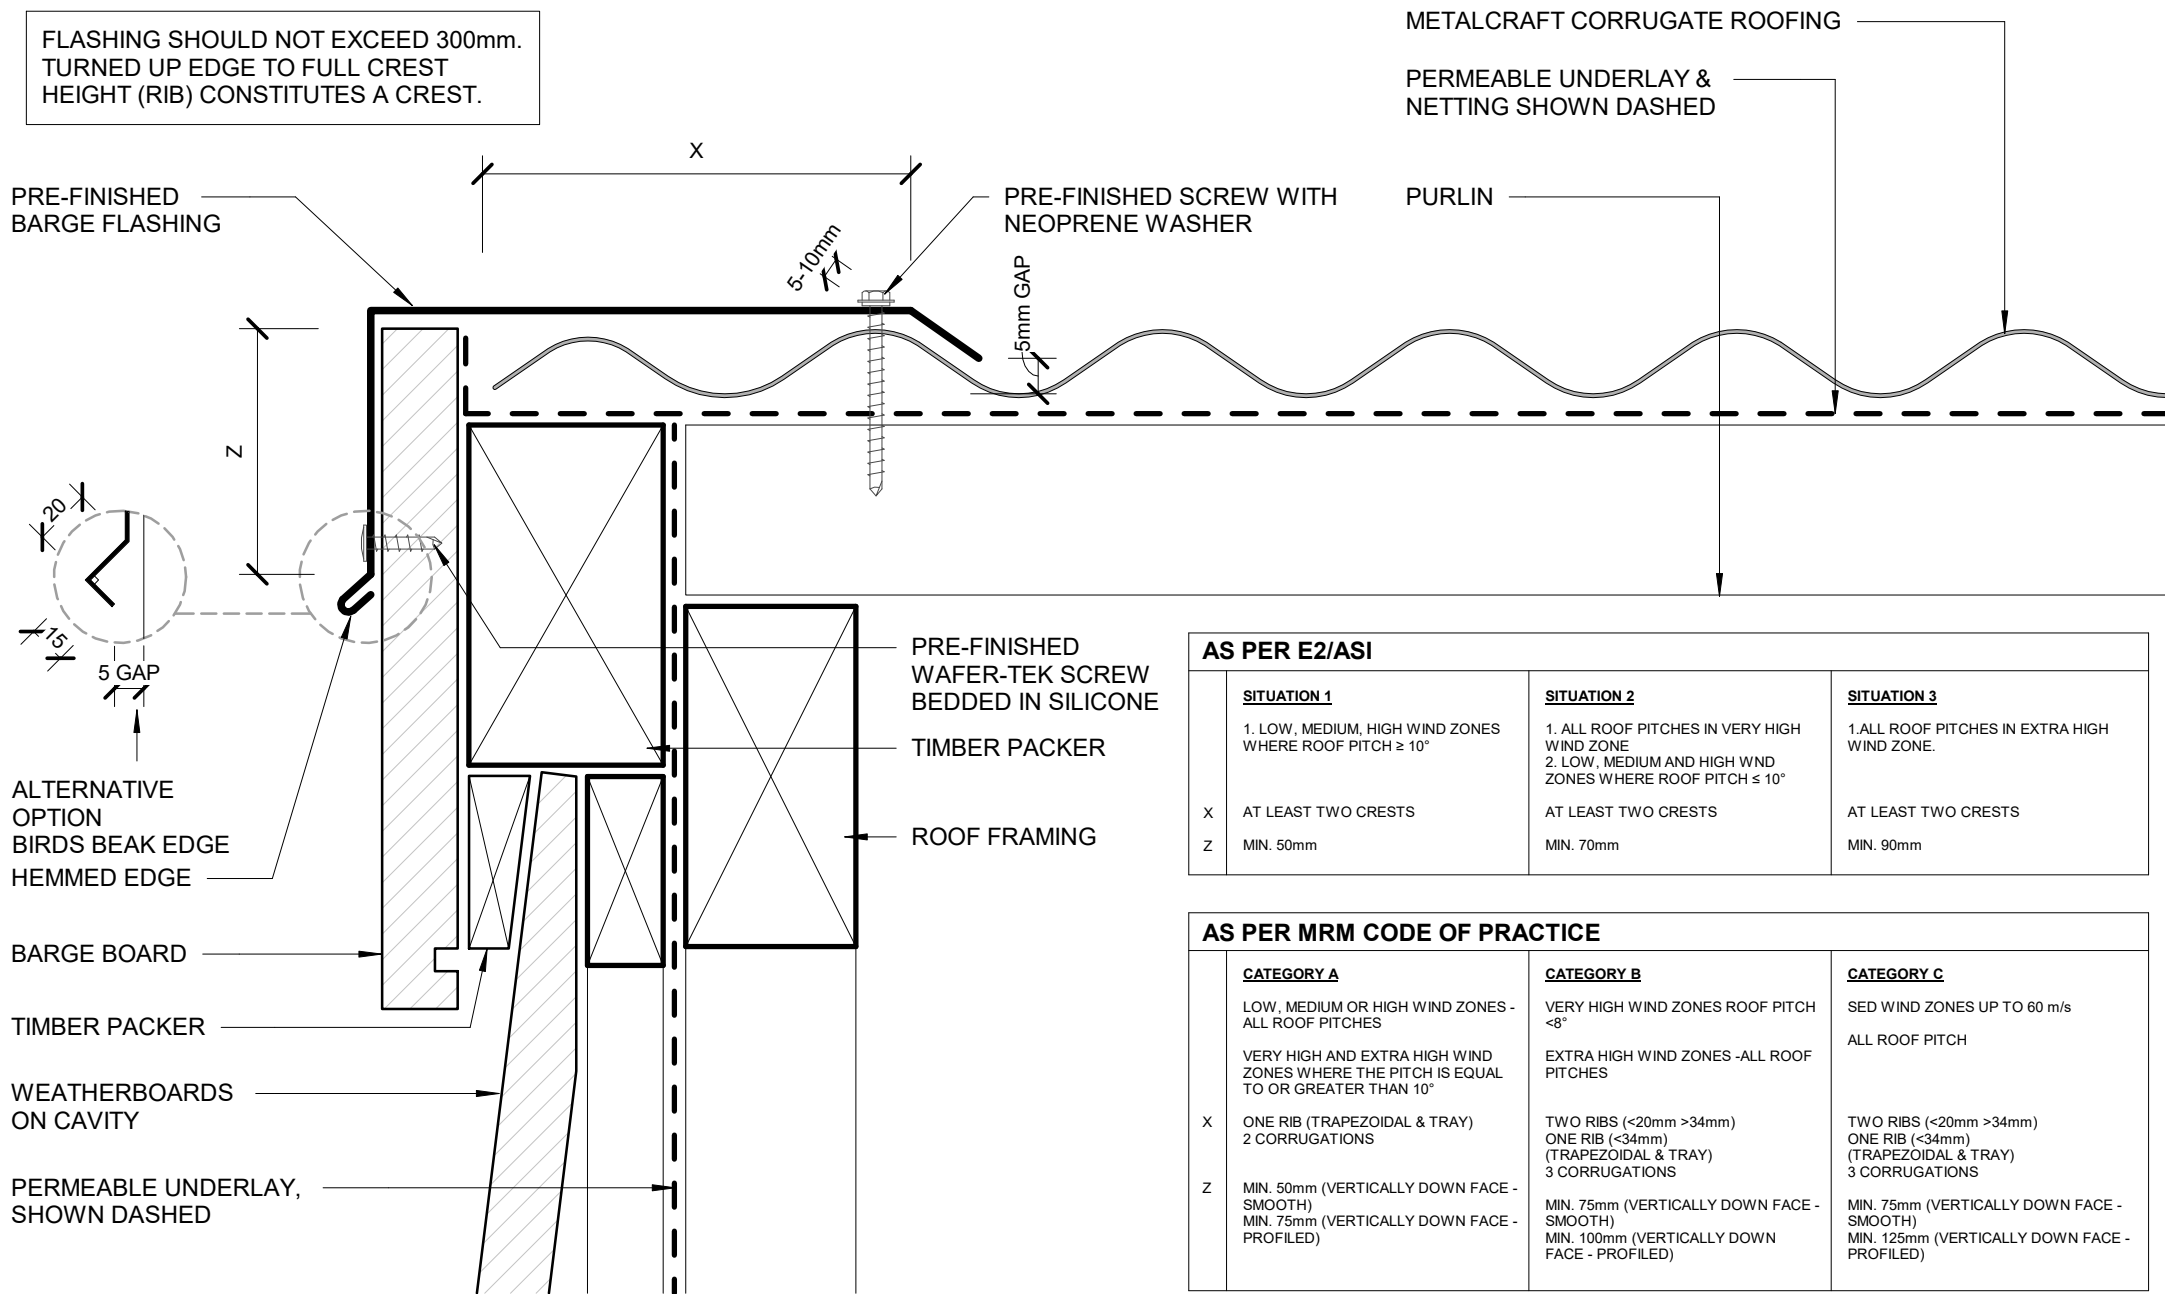 FLASHING SHOULD NOT EXCEED 300mm.
TURNED UP EDGE TO FULL CREST
HEIGHT (RIB) CONSTITUTES A CREST.
METALCRAFT CORRUGATE ROOFING
PERMEABLE UNDERLAY &
NETTING SHOWN DASHED
X
PRE-FINISHED
BARGE FLASHING
PRE-FINISHED SCREW WITH
NEOPRENE WASHER
PURLIN
5-10mm
5mm GAP
Z
20
15
5 GAP
ALTERNATIVE
OPTION
BIRDS BEAK EDGE
HEMMED EDGE
BARGE BOARD
TIMBER PACKER
WEATHERBOARDS
ON CAVITY
PERMEABLE UNDERLAY,
SHOWN DASHED
PRE-FINISHED
WAFER-TEK SCREW
BEDDED IN SILICONE
TIMBER PACKER
ROOF FRAMING
AS PER E2/ASI
SITUATION 1
1. LOW, MEDIUM, HIGH WIND ZONES
WHERE ROOF PITCH ≥ 10°
SITUATION 2
1. ALL ROOF PITCHES IN VERY HIGH
WIND ZONE
2. LOW, MEDIUM AND HIGH WND
ZONES WHERE ROOF PITCH ≤ 10°
SITUATION 3
1.ALL ROOF PITCHES IN EXTRA HIGH
WIND ZONE.
X AT LEAST TWO CRESTS AT LEAST TWO CRESTS AT LEAST TWO CRESTS
Z MIN. 50mm MIN. 70mm MIN. 90mm
AS PER MRM CODE OF PRACTICE
CATEGORY A
LOW, MEDIUM OR HIGH WIND ZONES -
ALL ROOF PITCHES
VERY HIGH AND EXTRA HIGH WIND
ZONES WHERE THE PITCH IS EQUAL
TO OR GREATER THAN 10°
CATEGORY B
VERY HIGH WIND ZONES ROOF PITCH
<8°
EXTRA HIGH WIND ZONES -ALL ROOF
PITCHES
CATEGORY C
SED WIND ZONES UP TO 60 m/s
ALL ROOF PITCH
X
ONE RIB (TRAPEZOIDAL & TRAY)
2 CORRUGATIONS
TWO RIBS (<20mm >34mm)
ONE RIB (<34mm)
(TRAPEZOIDAL & TRAY)
3 CORRUGATIONS
TWO RIBS (<20mm >34mm)
ONE RIB (<34mm)
(TRAPEZOIDAL & TRAY)
3 CORRUGATIONS
Z
MIN. 50mm (VERTICALLY DOWN FACE -
SMOOTH)
MIN. 75mm (VERTICALLY DOWN FACE -
PROFILED)
MIN. 75mm (VERTICALLY DOWN FACE -
SMOOTH)
MIN. 100mm (VERTICALLY DOWN
FACE - PROFILED)
MIN. 75mm (VERTICALLY DOWN FACE -
SMOOTH)
MIN. 125mm (VERTICALLY DOWN FACE -
PROFILED)